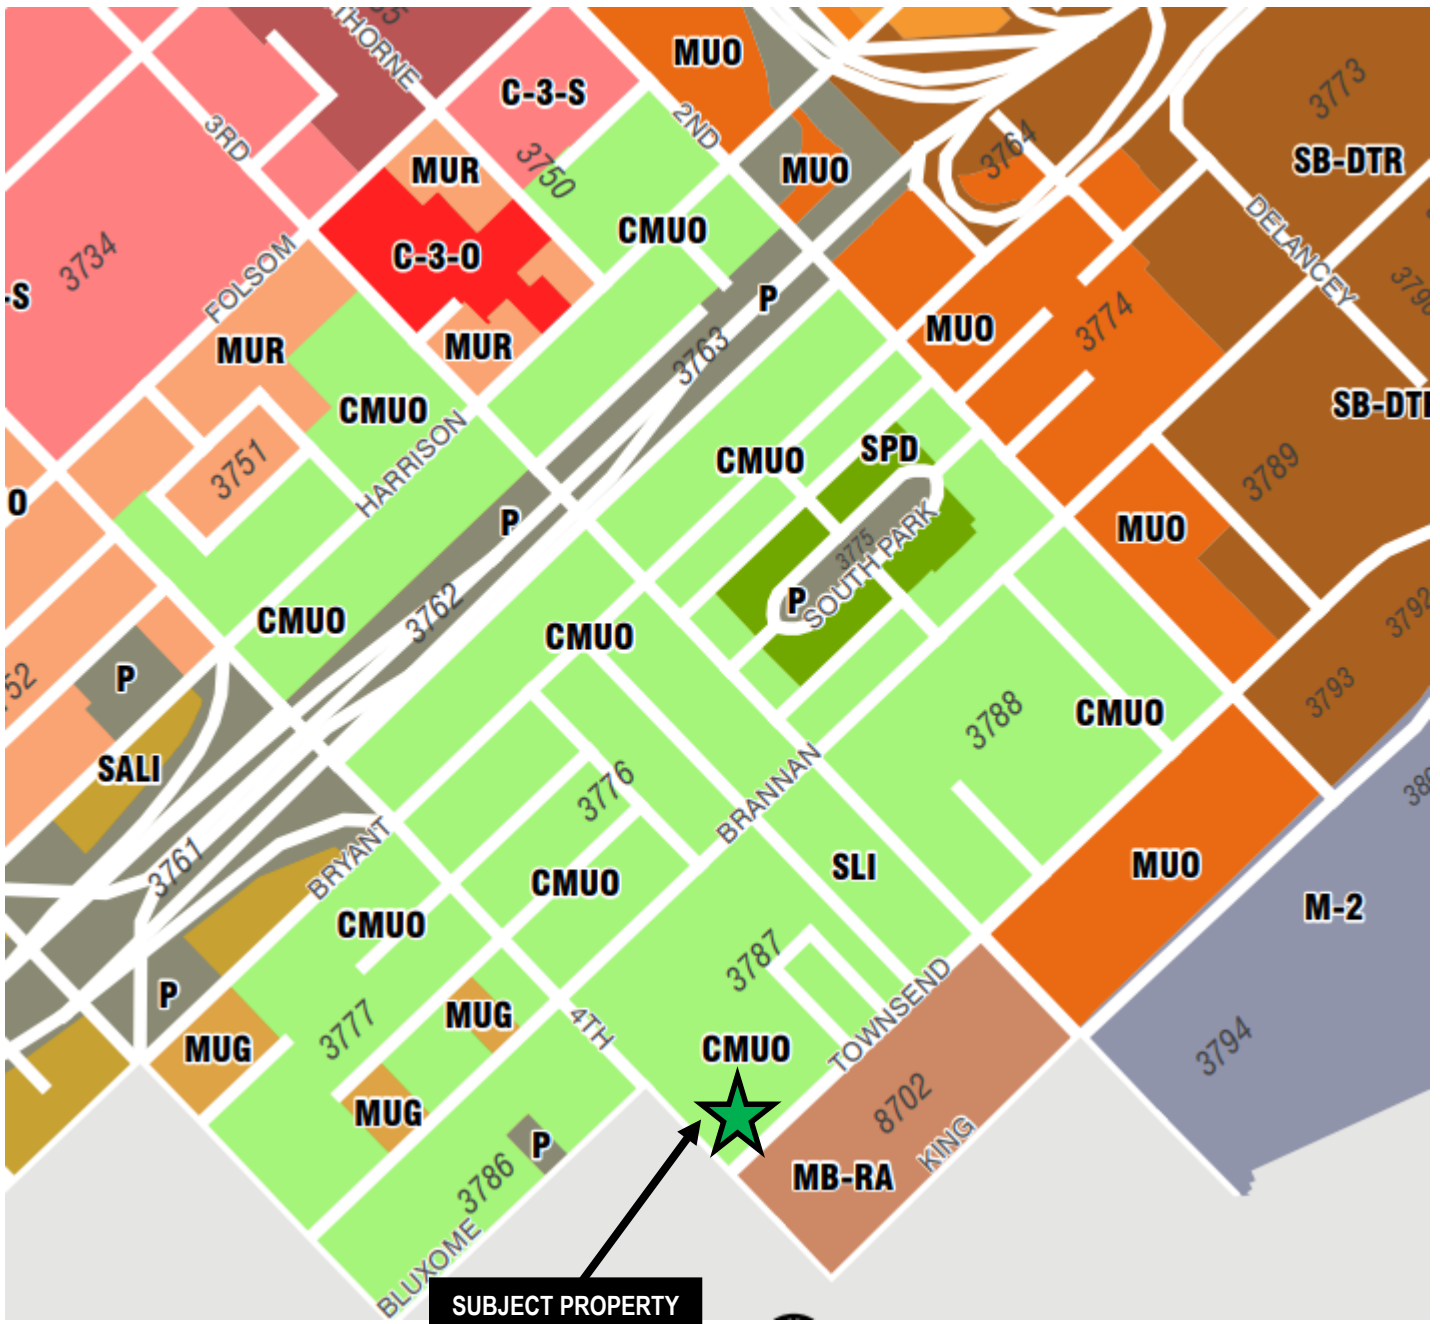 THORNE
MUO
C-3-S
3773
3RD
2ND
3764
SB-DTR
3750
MUR
MUO
DELANCEY
CMUO
C-3-O
3734
FOLSOM
-S
P
3774
MUO
MUR
MUR
3763
CMUO
SB-DT
HARRISON
SPD
CMUO
3751
3789
O
P
MUO
3775
SOUTH PARK
P
CMUO
3762
CMUO
3792
52
P
3793
3788
CMUO
SALI
3776
BRANNAN
3761
BRYANT
SLI
MUO
CMUO
CMUO
M-2
3787
P
TOWNSEND
MUG
3777
MUG
4TH
CMUO
3794
8702
MUG
KING
P
3786
MB-RA
BLUXOME
SUBJECT PROPERTY